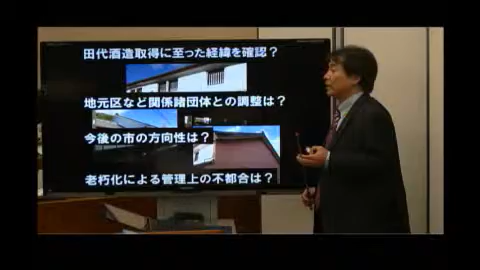 田代酒造取得に至った経緯を確認？
地元区など関係諸団体との調整は？
今後の市の方向性は？
老朽化による管理上の不都合は？